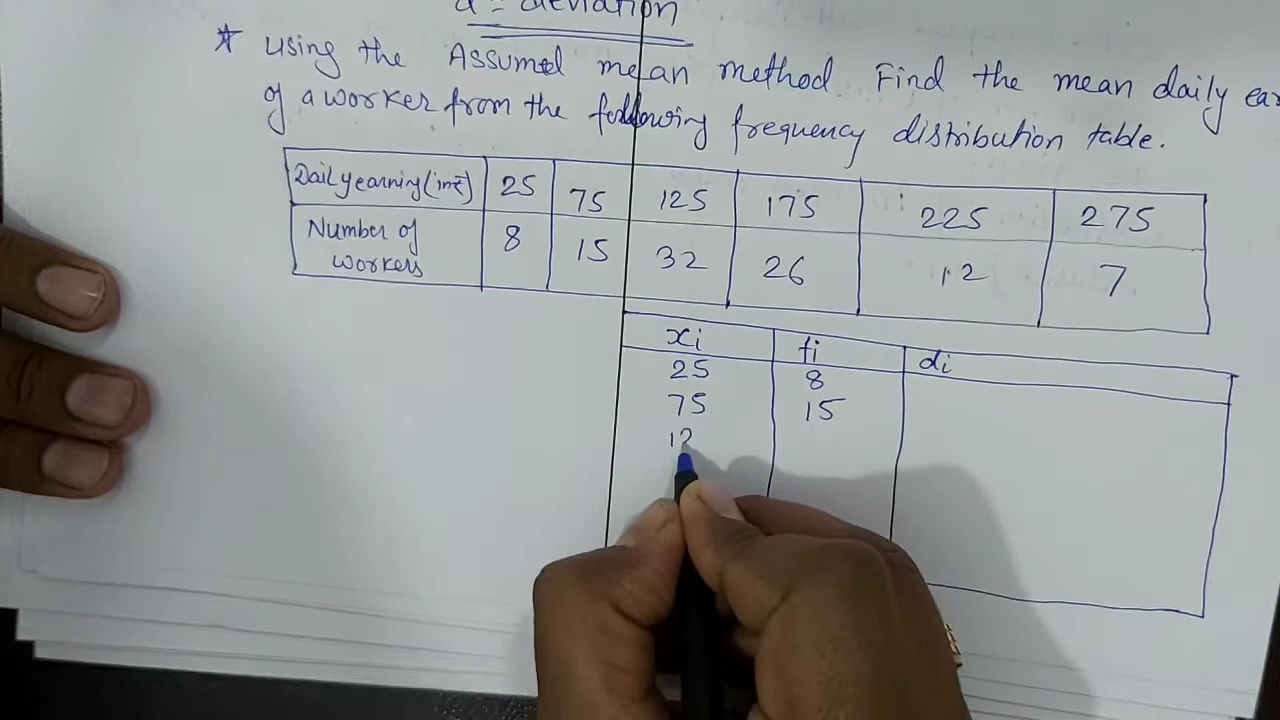 d = deviation
* Using the Assumed mean method. Find the mean daily ear
of a worker from the following frequency distribution table.
Daily earning (in ₹) 25 75 125 175 225 275
Number of workers 8 15 32 26 12 7
xi fi di
25 8
75 15
12